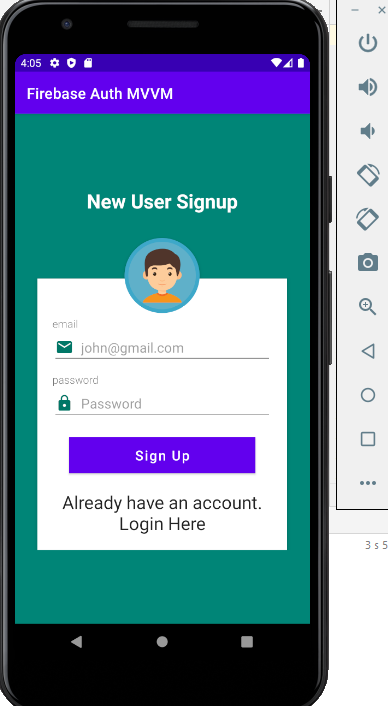 4:05
Firebase Auth MVVM
New User Signup
email
john@gmail.com
password
Password
Sign Up
Already have an account.
Login Here
3 s 5